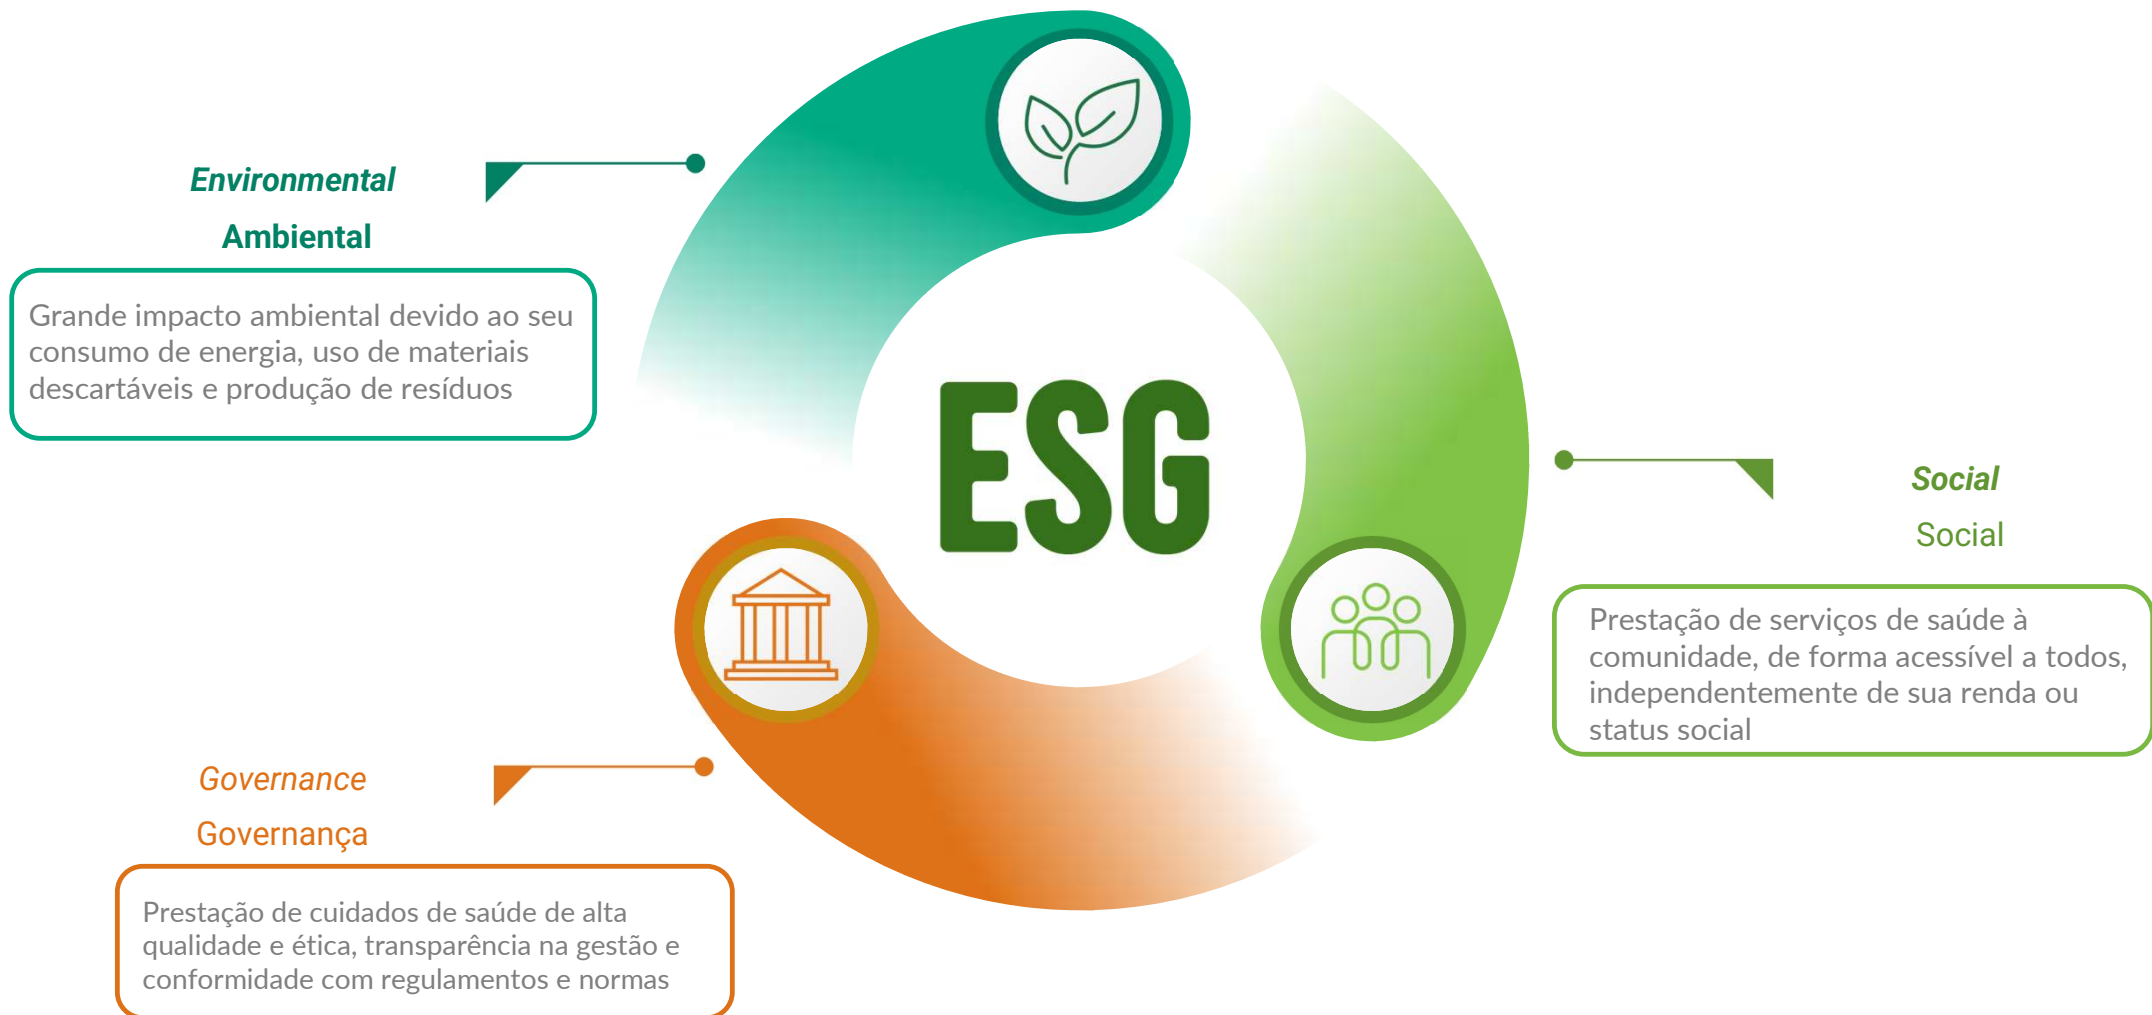 Environmental
Ambiental
Grande impacto ambiental devido ao seu
consumo de energia, uso de materiais
descartáveis e produção de resíduos
ESG
Social
Social
Prestação de serviços de saúde à
comunidade, de forma acessível a todos,
independentemente de sua renda ou
status social
Governance
Governança
Prestação de cuidados de saúde de alta
qualidade e ética, transparência na gestão e
conformidade com regulamentos e normas